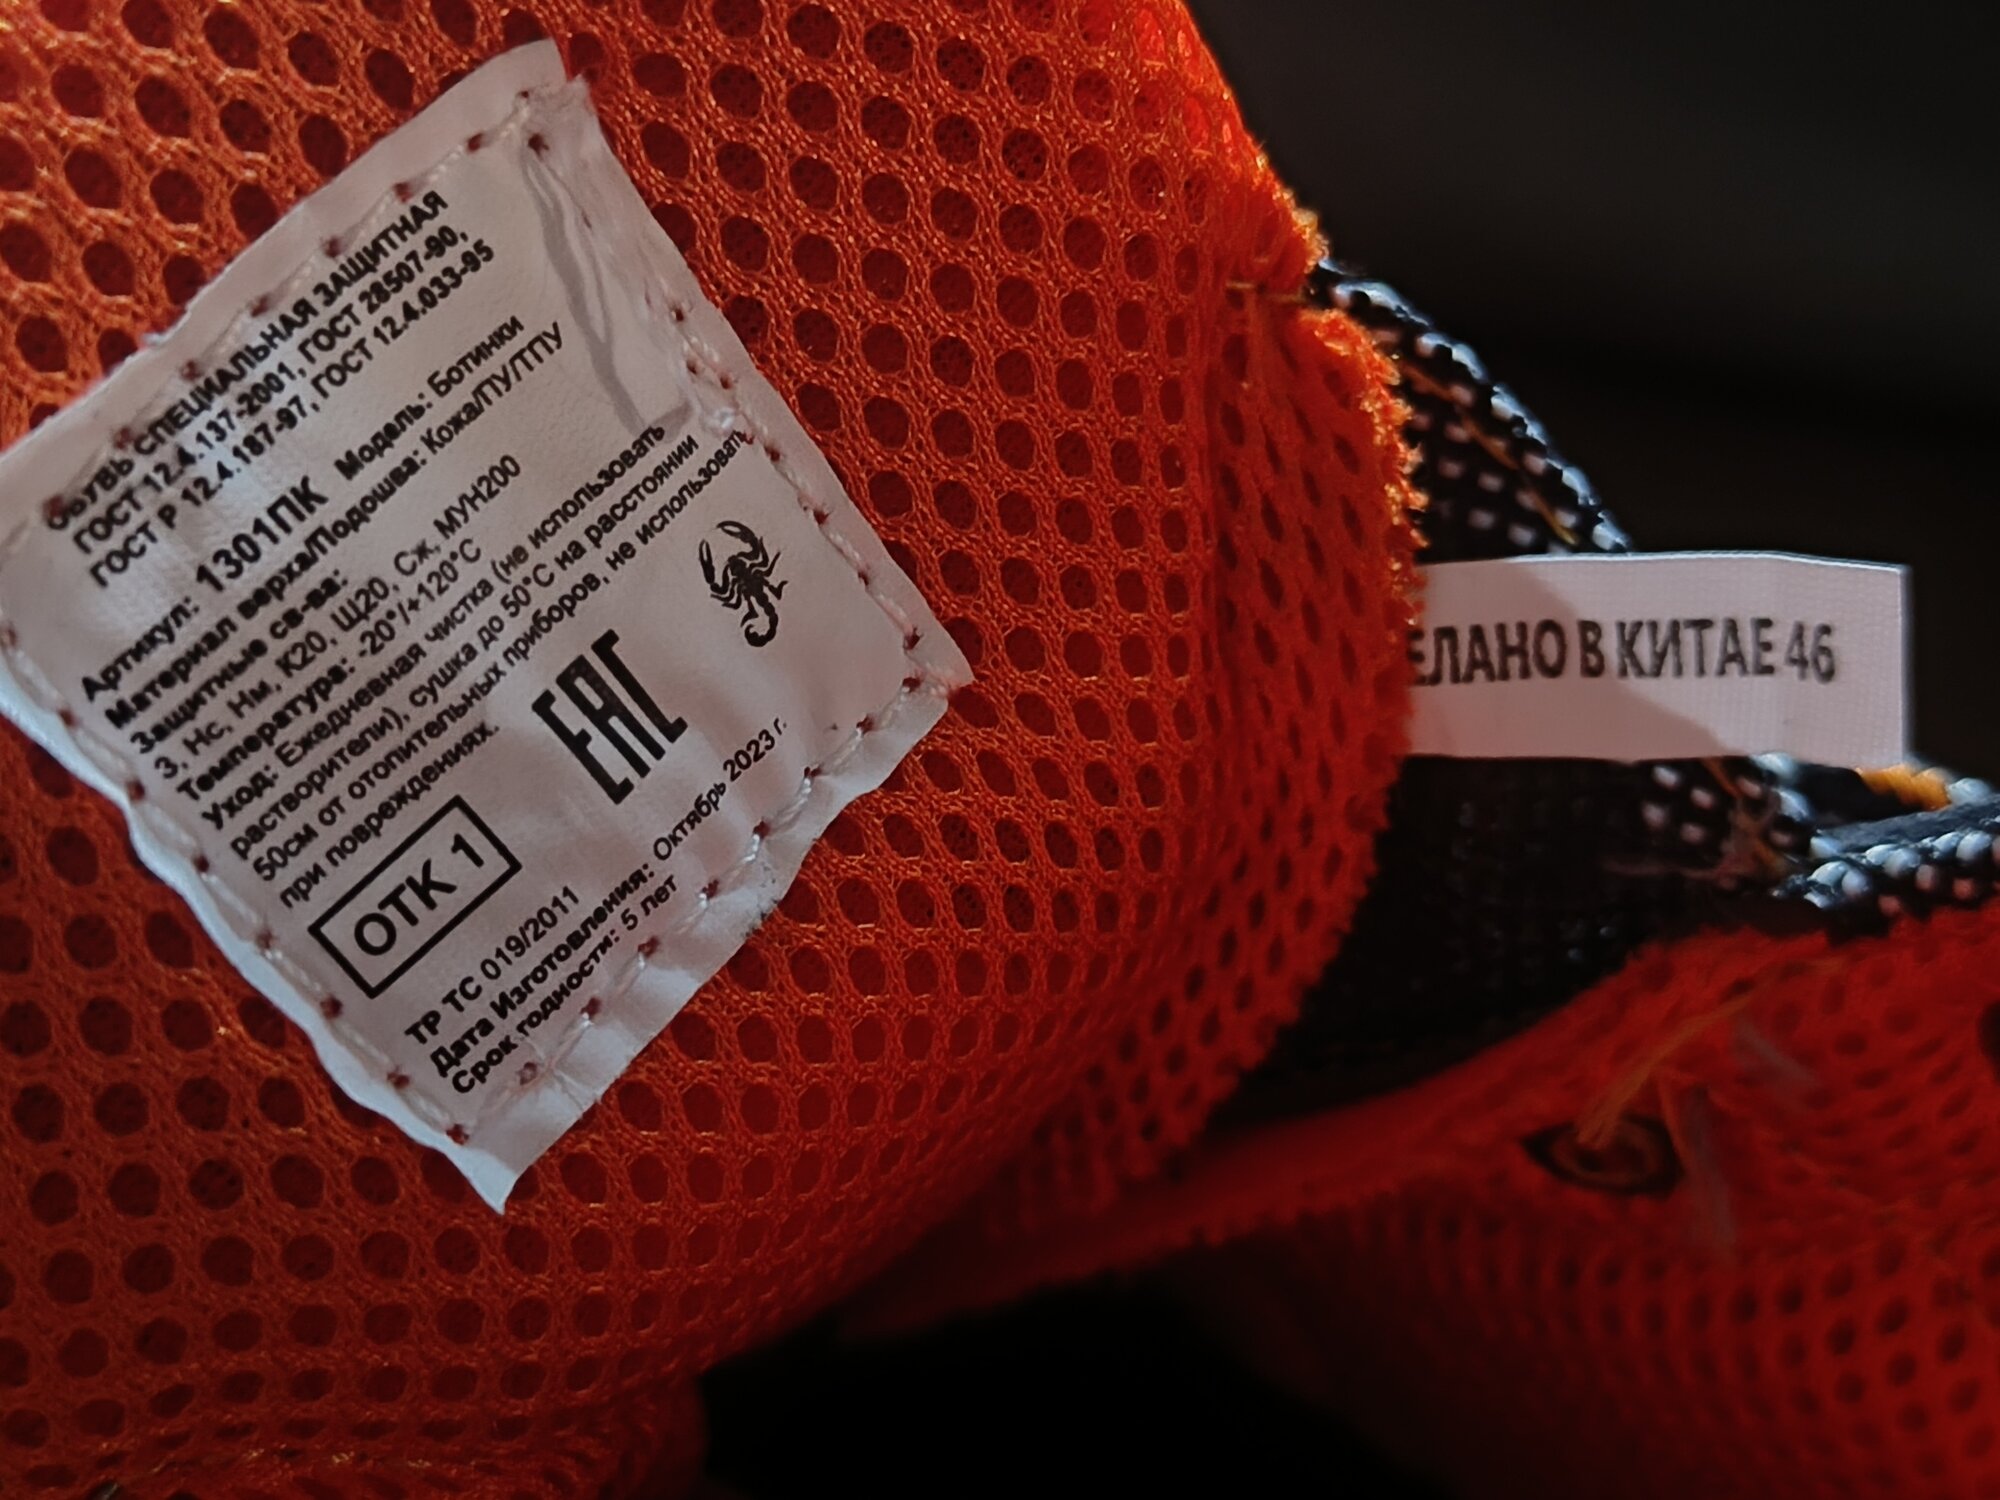 ОБУВЬ СПЕЦИАЛЬНАЯ ЗАЩИТНАЯ
ГОСТ 12.4.137-2001, ГОСТ 28507-90,
ГОСТ Р 12.4.187-97, ГОСТ 12.4.033-95
Артикул: 1301ПК Модель: Ботинки
Материал верха/Подошва: Кожа/ПУ/ТПУ
Защитные св-ва:
З, Нс, Нм, К20, Щ20, Сж, МУН200
Температура: -20°/+120°С
Уход: Ежедневная чистка (не использовать
растворители), сушка до 50°С на расстоянии
50см от отопительных приборов, не использовать
при повреждениях.
ОТК 1
ЕАС
ТР ТС 019/2011
Дата Изготовления: Октябрь 2023 г.
Срок годности: 5 лет
ЕЛАНО В КИТАЕ 46